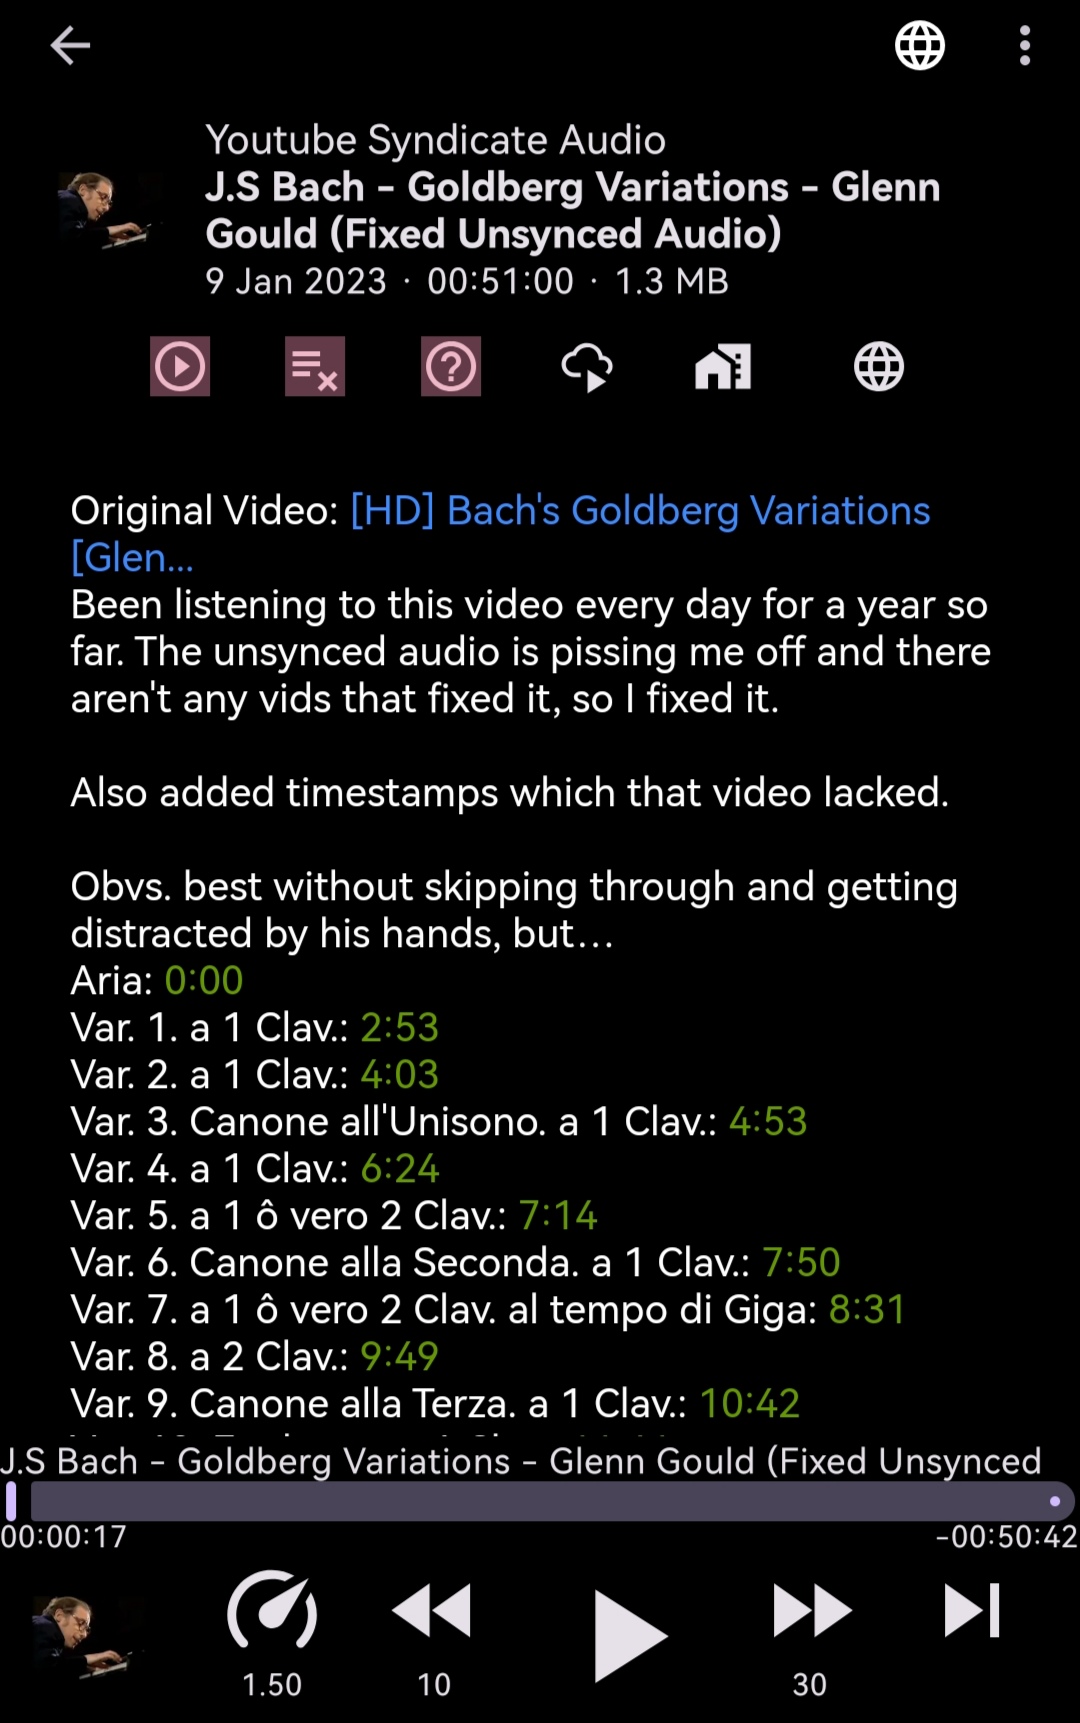 Youtube Syndicate Audio
J.S Bach - Goldberg Variations - Glenn
Gould (Fixed Unsynced Audio)
9 Jan 2023 · 00:51:00 · 1.3 MB
Original Video: [HD] Bach's Goldberg Variations
[Glen...
Been listening to this video every day for a year so
far. The unsynced audio is pissing me off and there
aren't any vids that fixed it, so I fixed it.
Also added timestamps which that video lacked.
Obvs. best without skipping through and getting
distracted by his hands, but...
Aria: 0:00
Var. 1. a 1 Clav.: 2:53
Var. 2. a 1 Clav.: 4:03
Var. 3. Canone all'Unisono. a 1 Clav.: 4:53
Var. 4. a 1 Clav.: 6:24
Var. 5. a 1 ô vero 2 Clav.: 7:14
Var. 6. Canone alla Seconda. a 1 Clav.: 7:50
Var. 7. a 1 ô vero 2 Clav. al tempo di Giga: 8:31
Var. 8. a 2 Clav.: 9:49
Var. 9. Canone alla Terza. a 1 Clav.: 10:42
J.S Bach - Goldberg Variations - Glenn Gould (Fixed Unsynced
00:00:17
-00:50:42
1.50
10
30